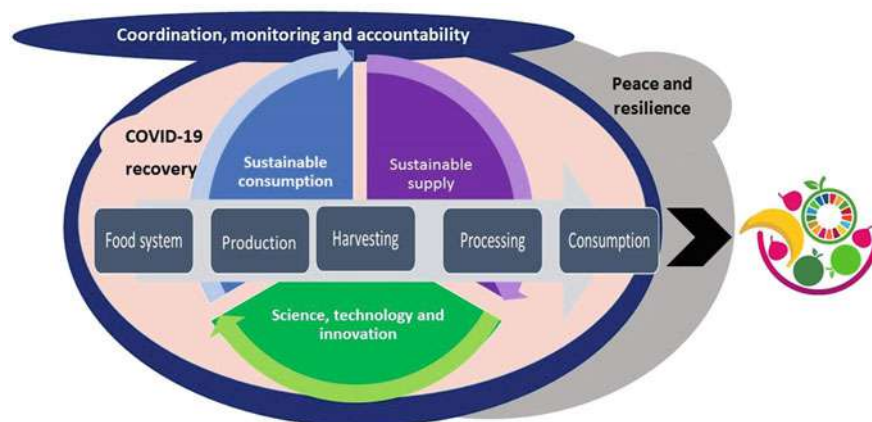 Coordination, monitoring and accountability
Peace and
resilience
COVID-19
recovery
Sustainable
consumption
Sustainable
supply
Food system
Production
Harvesting
Processing
Consumption
Science, technology and
innovation